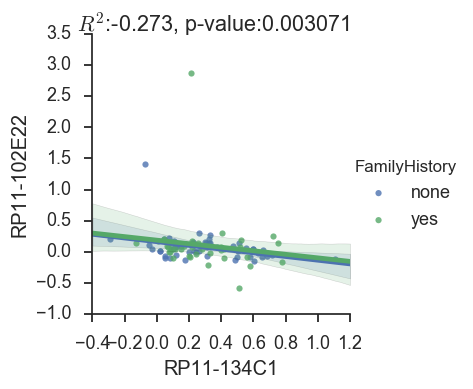 R²:-0.273, p-value:0.003071
3.5
3.0
2.5
2.0
1.5
1.0
0.5
0.0
−0.5
−1.0
RP11-102E22
FamilyHistory
none
yes
−0.4 −0.2 0.0 0.2 0.4 0.6 0.8 1.0 1.2
RP11-134C1